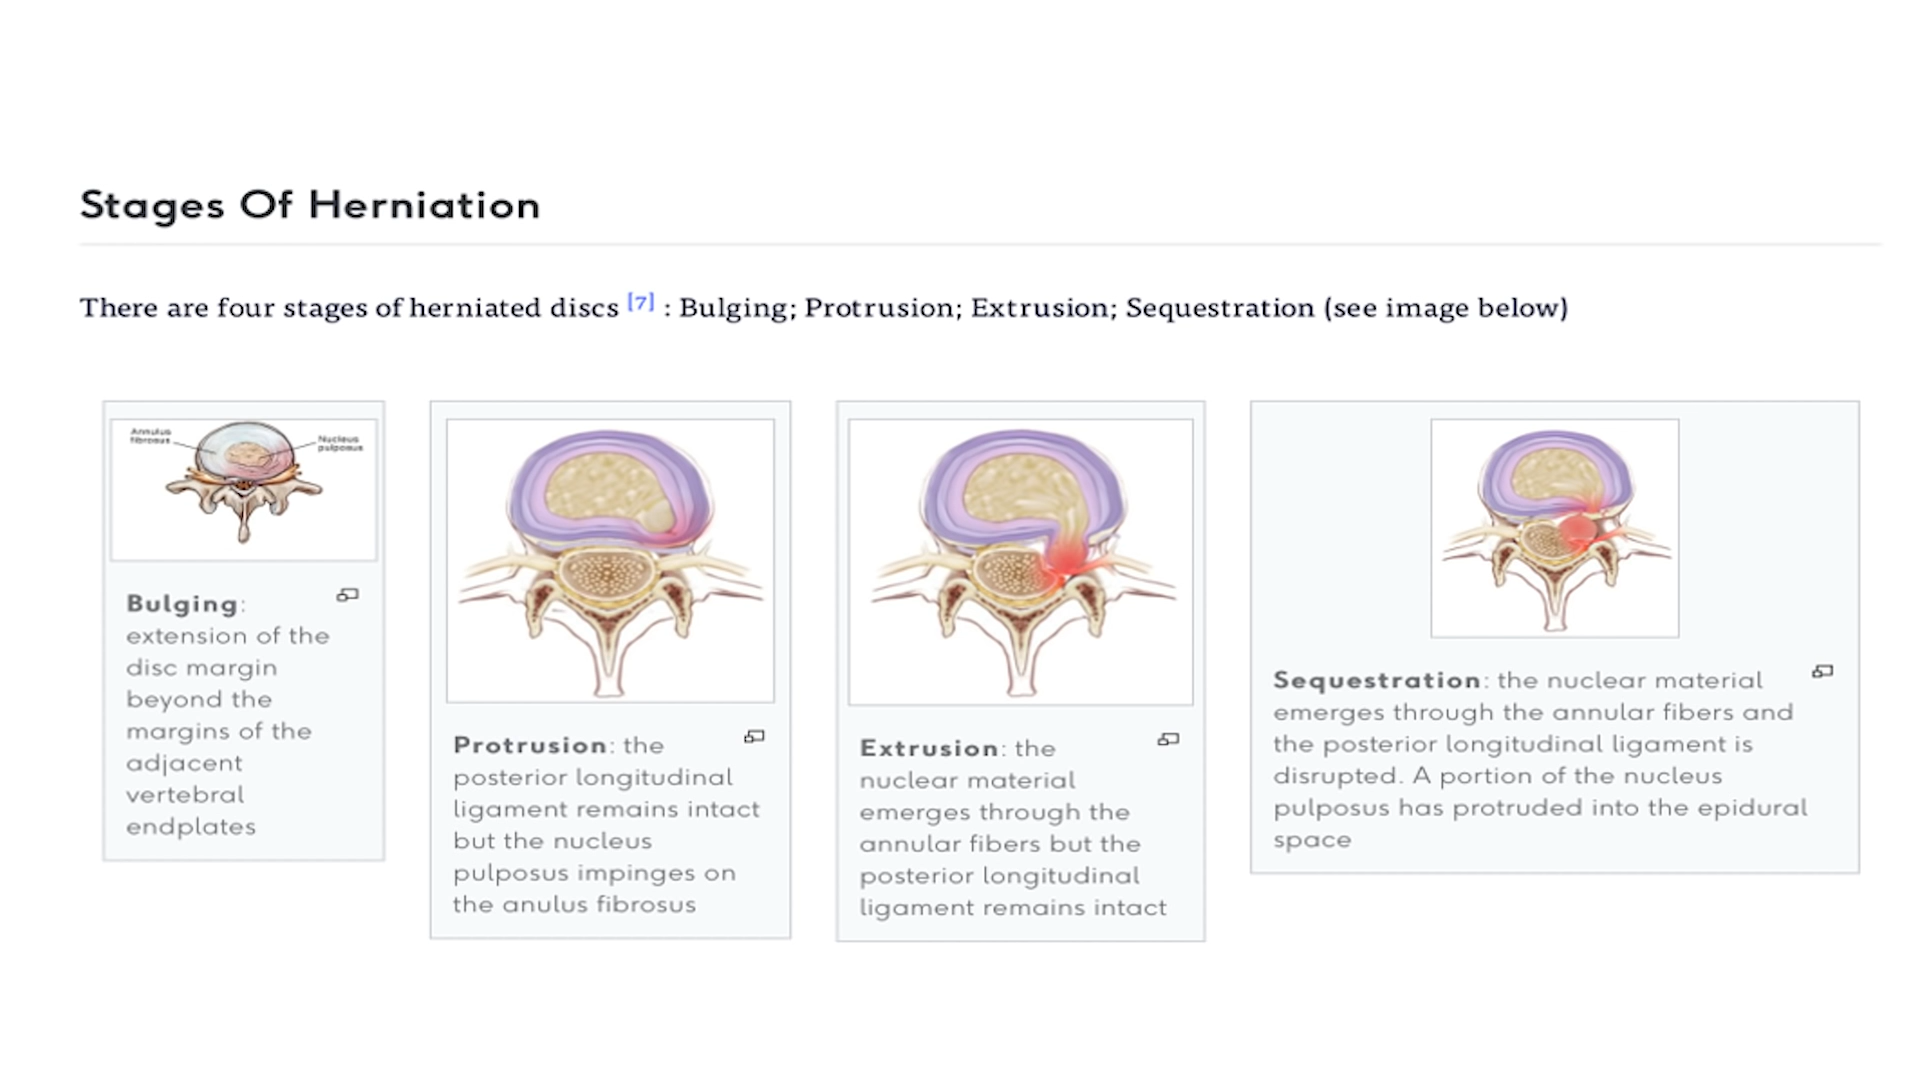 Stages Of Herniation
There are four stages of herniated discs [7] : Bulging; Protrusion; Extrusion; Sequestration (see image below)
Annulus
fibrosus
Nucleus
pulposus
Bulging:
extension of the
disc margin
beyond the
margins of the
adjacent
vertebral
endplates
Protrusion: the
posterior longitudinal
ligament remains intact
but the nucleus
pulposus impinges on
the anulus fibrosus
Extrusion: the
nuclear material
emerges through the
annular fibers but the
posterior longitudinal
ligament remains intact
Sequestration: the nuclear material
emerges through the annular fibers and
the posterior longitudinal ligament is
disrupted. A portion of the nucleus
pulposus has protruded into the epidural
space